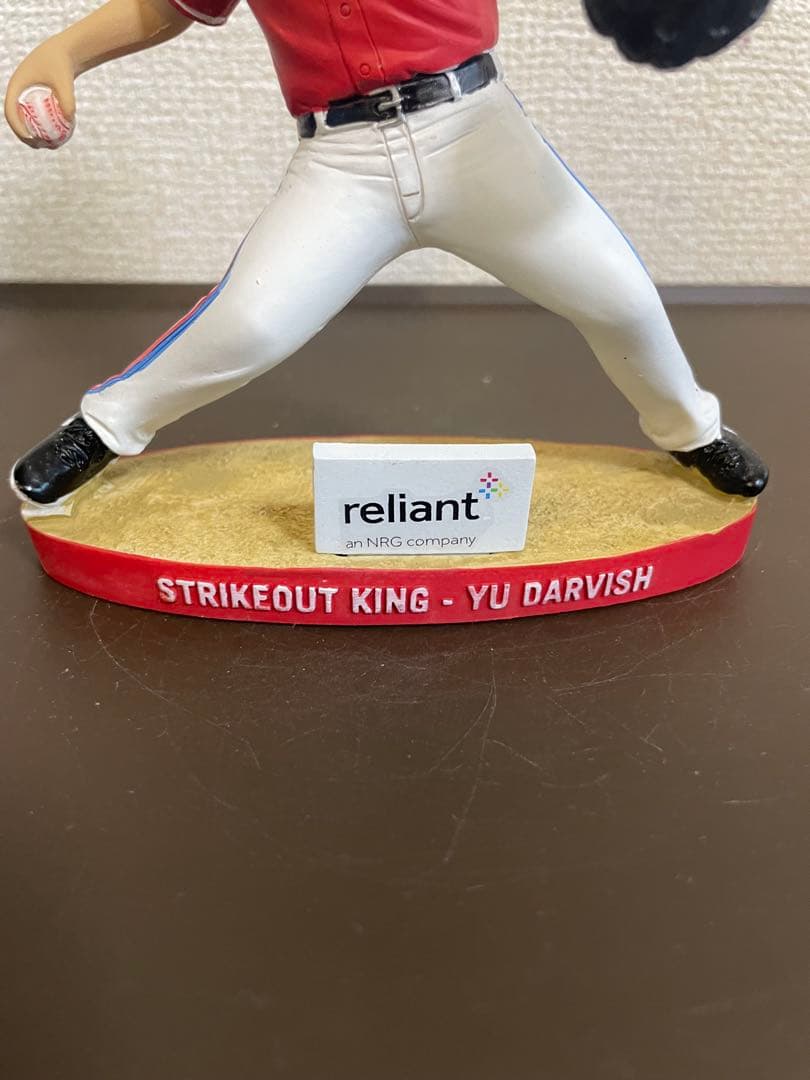 reliant
an NRG company
STRIKEOUT KING - YU DARVISH